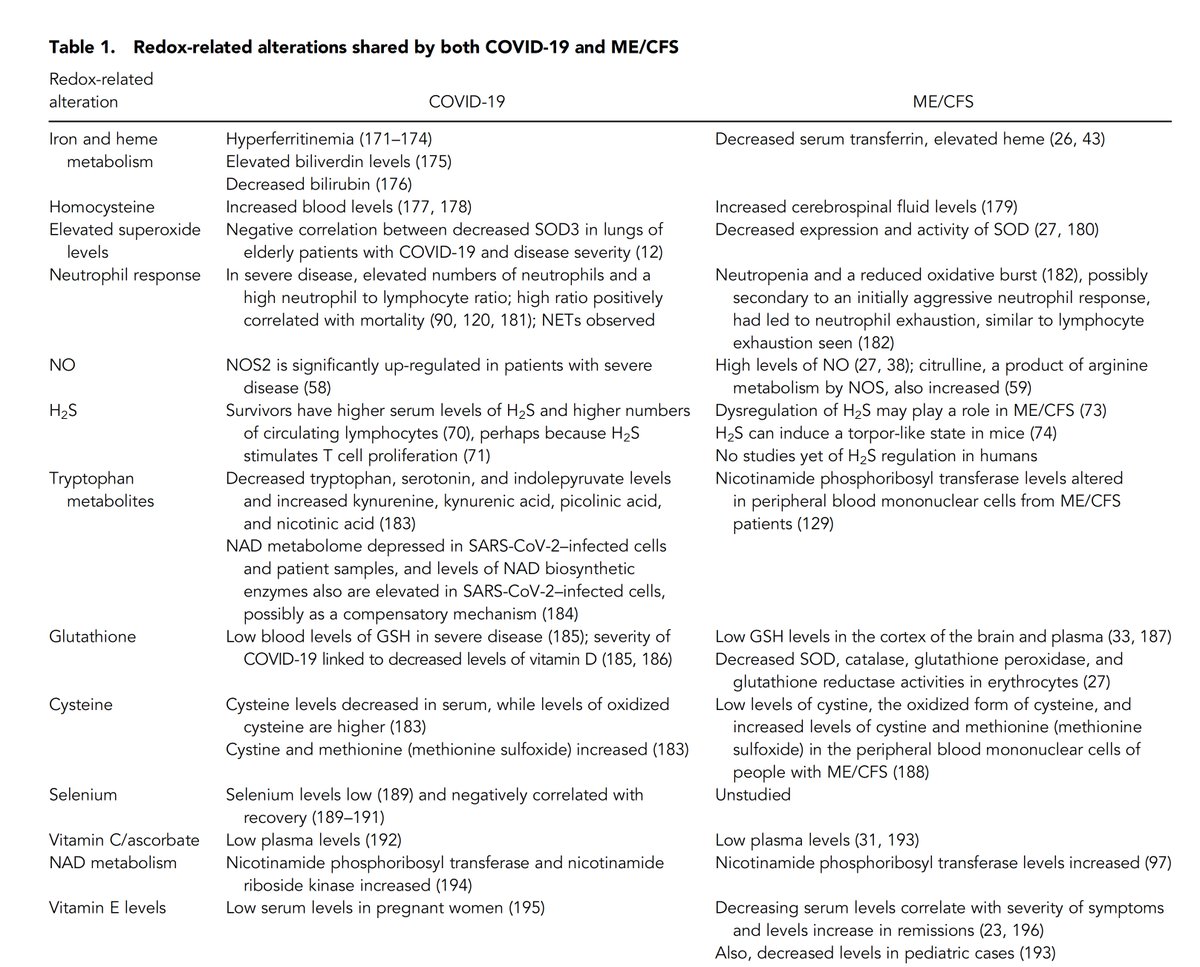 Table 1. Redox-related alterations shared by both COVID-19 and ME/CFS
Redox-related
alteration
COVID-19
ME/CFS
Iron and heme
metabolism
Hyperferritinemia (171–174)
Elevated biliverdin levels (175)
Decreased bilirubin (176)
Decreased serum transferrin, elevated heme (26, 43)
Homocysteine
Increased blood levels (177, 178)
Increased cerebrospinal fluid levels (179)
Elevated superoxide
levels
Negative correlation between decreased SOD3 in lungs of
elderly patients with COVID-19 and disease severity (12)
Decreased expression and activity of SOD (27, 180)
Neutrophil response
In severe disease, elevated numbers of neutrophils and a
high neutrophil to lymphocyte ratio; high ratio positively
correlated with mortality (90, 120, 181); NETs observed
Neutropenia and a reduced oxidative burst (182), possibly
secondary to an initially aggressive neutrophil response,
had led to neutrophil exhaustion, similar to lymphocyte
exhaustion seen (182)
NO
NOS2 is significantly up-regulated in patients with severe
disease (58)
High levels of NO (27, 38); citrulline, a product of arginine
metabolism by NOS, also increased (59)
H₂S
Survivors have higher serum levels of H₂S and higher numbers
of circulating lymphocytes (70), perhaps because H₂S
stimulates T cell proliferation (71)
Dysregulation of H₂S may play a role in ME/CFS (73)
H₂S can induce a torpor-like state in mice (74)
No studies yet of H₂S regulation in humans
Tryptophan
metabolites
Decreased tryptophan, serotonin, and indolepyruvate levels
and increased kynurenine, kynurenic acid, picolinic acid,
and nicotinic acid (183)
NAD metabolome depressed in SARS-CoV-2–infected cells
and patient samples, and levels of NAD biosynthetic
enzymes also are elevated in SARS-CoV-2–infected cells,
possibly as a compensatory mechanism (184)
Nicotinamide phosphoribosyl transferase levels altered
in peripheral blood mononuclear cells from ME/CFS
patients (129)
Glutathione
Low blood levels of GSH in severe disease (185); severity of
COVID-19 linked to decreased levels of vitamin D (185, 186)
Low GSH levels in the cortex of the brain and plasma (33, 187)
Decreased SOD, catalase, glutathione peroxidase, and
glutathione reductase activities in erythrocytes (27)
Cysteine
Cysteine levels decreased in serum, while levels of oxidized
cysteine are higher (183)
Cystine and methionine (methionine sulfoxide) increased (183)
Low levels of cystine, the oxidized form of cysteine, and
increased levels of cystine and methionine (methionine
sulfoxide) in the peripheral blood mononuclear cells of
people with ME/CFS (188)
Selenium
Selenium levels low (189) and negatively correlated with
recovery (189–191)
Unstudied
Vitamin C/ascorbate
Low plasma levels (192)
Low plasma levels (31, 193)
NAD metabolism
Nicotinamide phosphoribosyl transferase and nicotinamide
riboside kinase increased (194)
Nicotinamide phosphoribosyl transferase levels increased (97)
Vitamin E levels
Low serum levels in pregnant women (195)
Decreasing serum levels correlate with severity of symptoms
and levels increase in remissions (23, 196)
Also, decreased levels in pediatric cases (193)